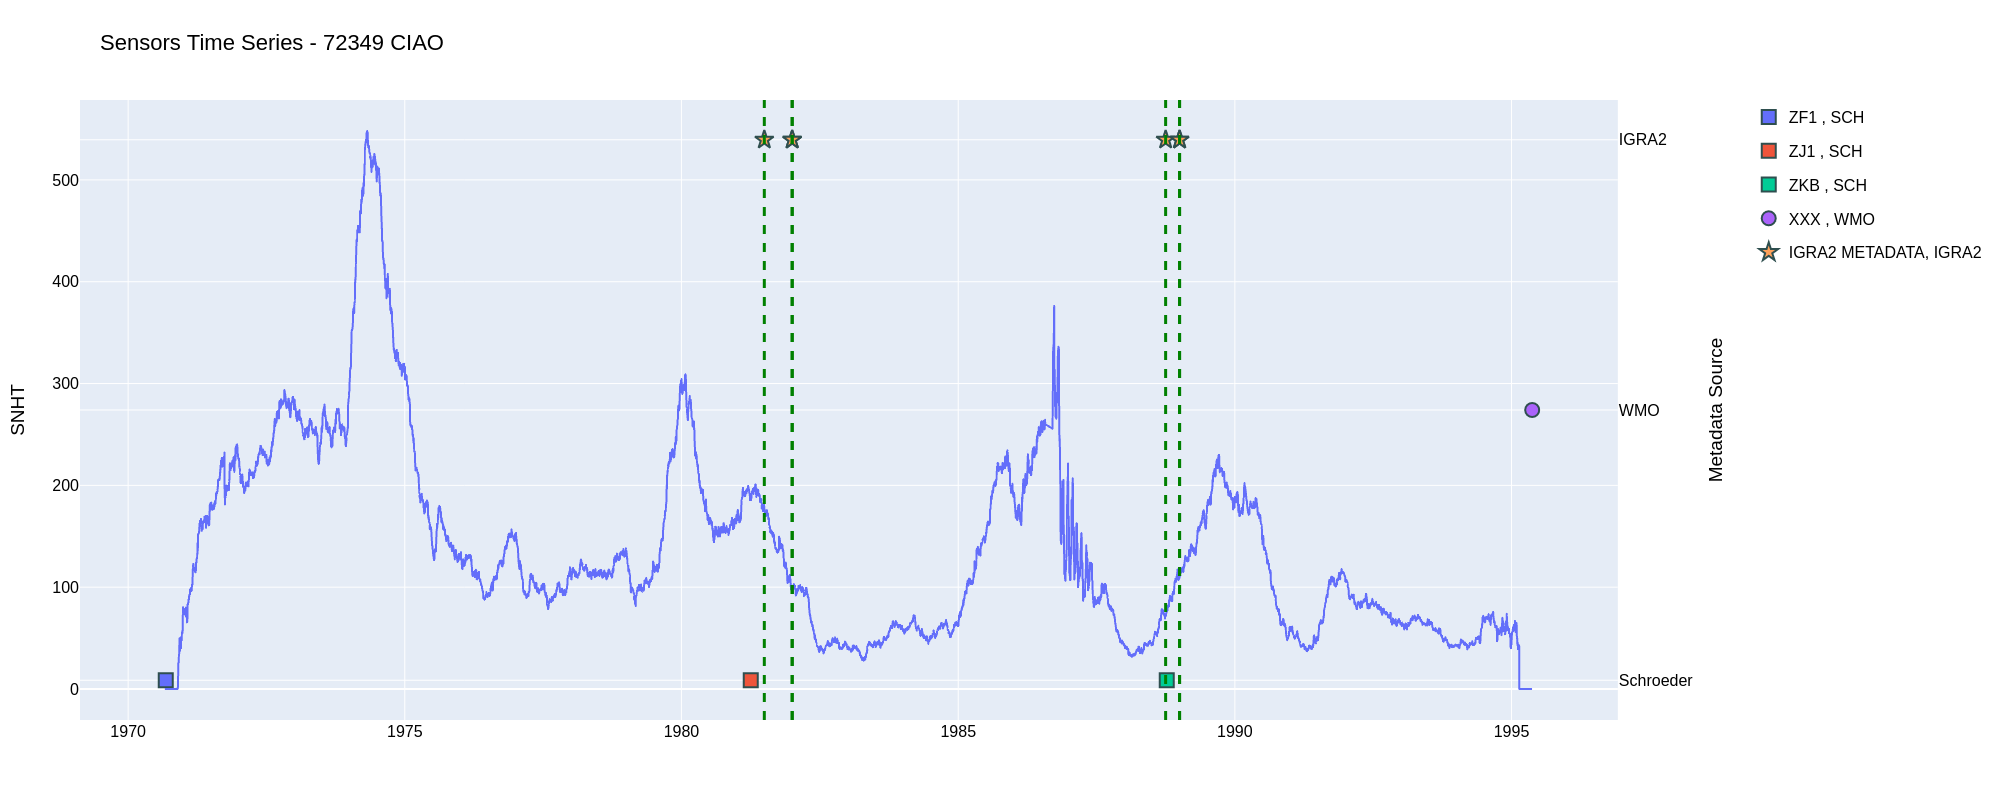 Sensors Time Series - 72349 CIAO
SNHT
500
400
300
200
100
0
1970
1975
1980
1985
1990
1995
IGRA2
WMO
Schroeder
Metadata Source
ZF1 , SCH
ZJ1 , SCH
ZKB , SCH
XXX , WMO
IGRA2 METADATA, IGRA2